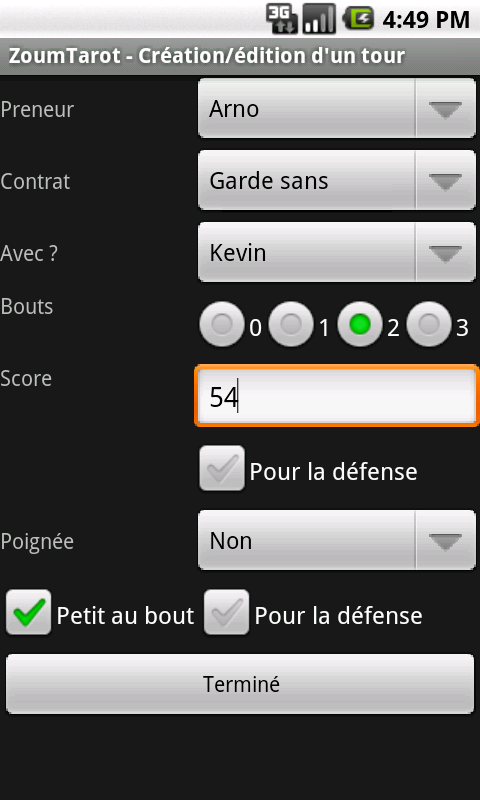 3G 4:49 PM
ZoumTarot - Création/édition d'un tour
Preneur Arno
Contrat Garde sans
Avec ? Kevin
Bouts 0 1 2 3
Score 54
Pour la défense
Poignée Non
Petit au bout Pour la défense
Terminé